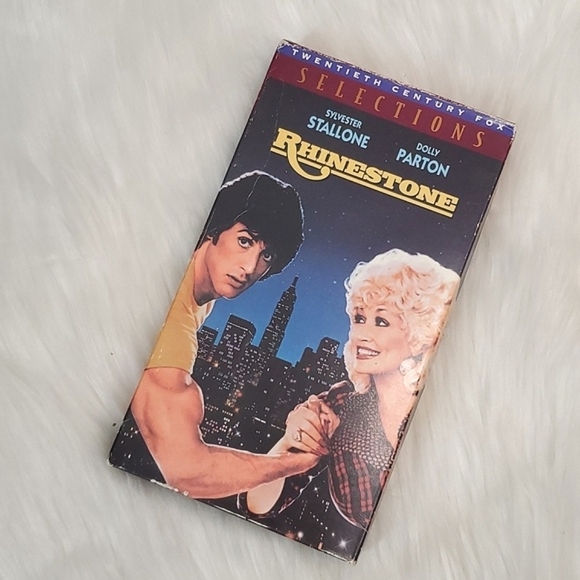 TWENTIETH CENTURY FOX
SELECTIONS
SYLVESTER
STALLONE
DOLLY
PARTON
RHINESTONE